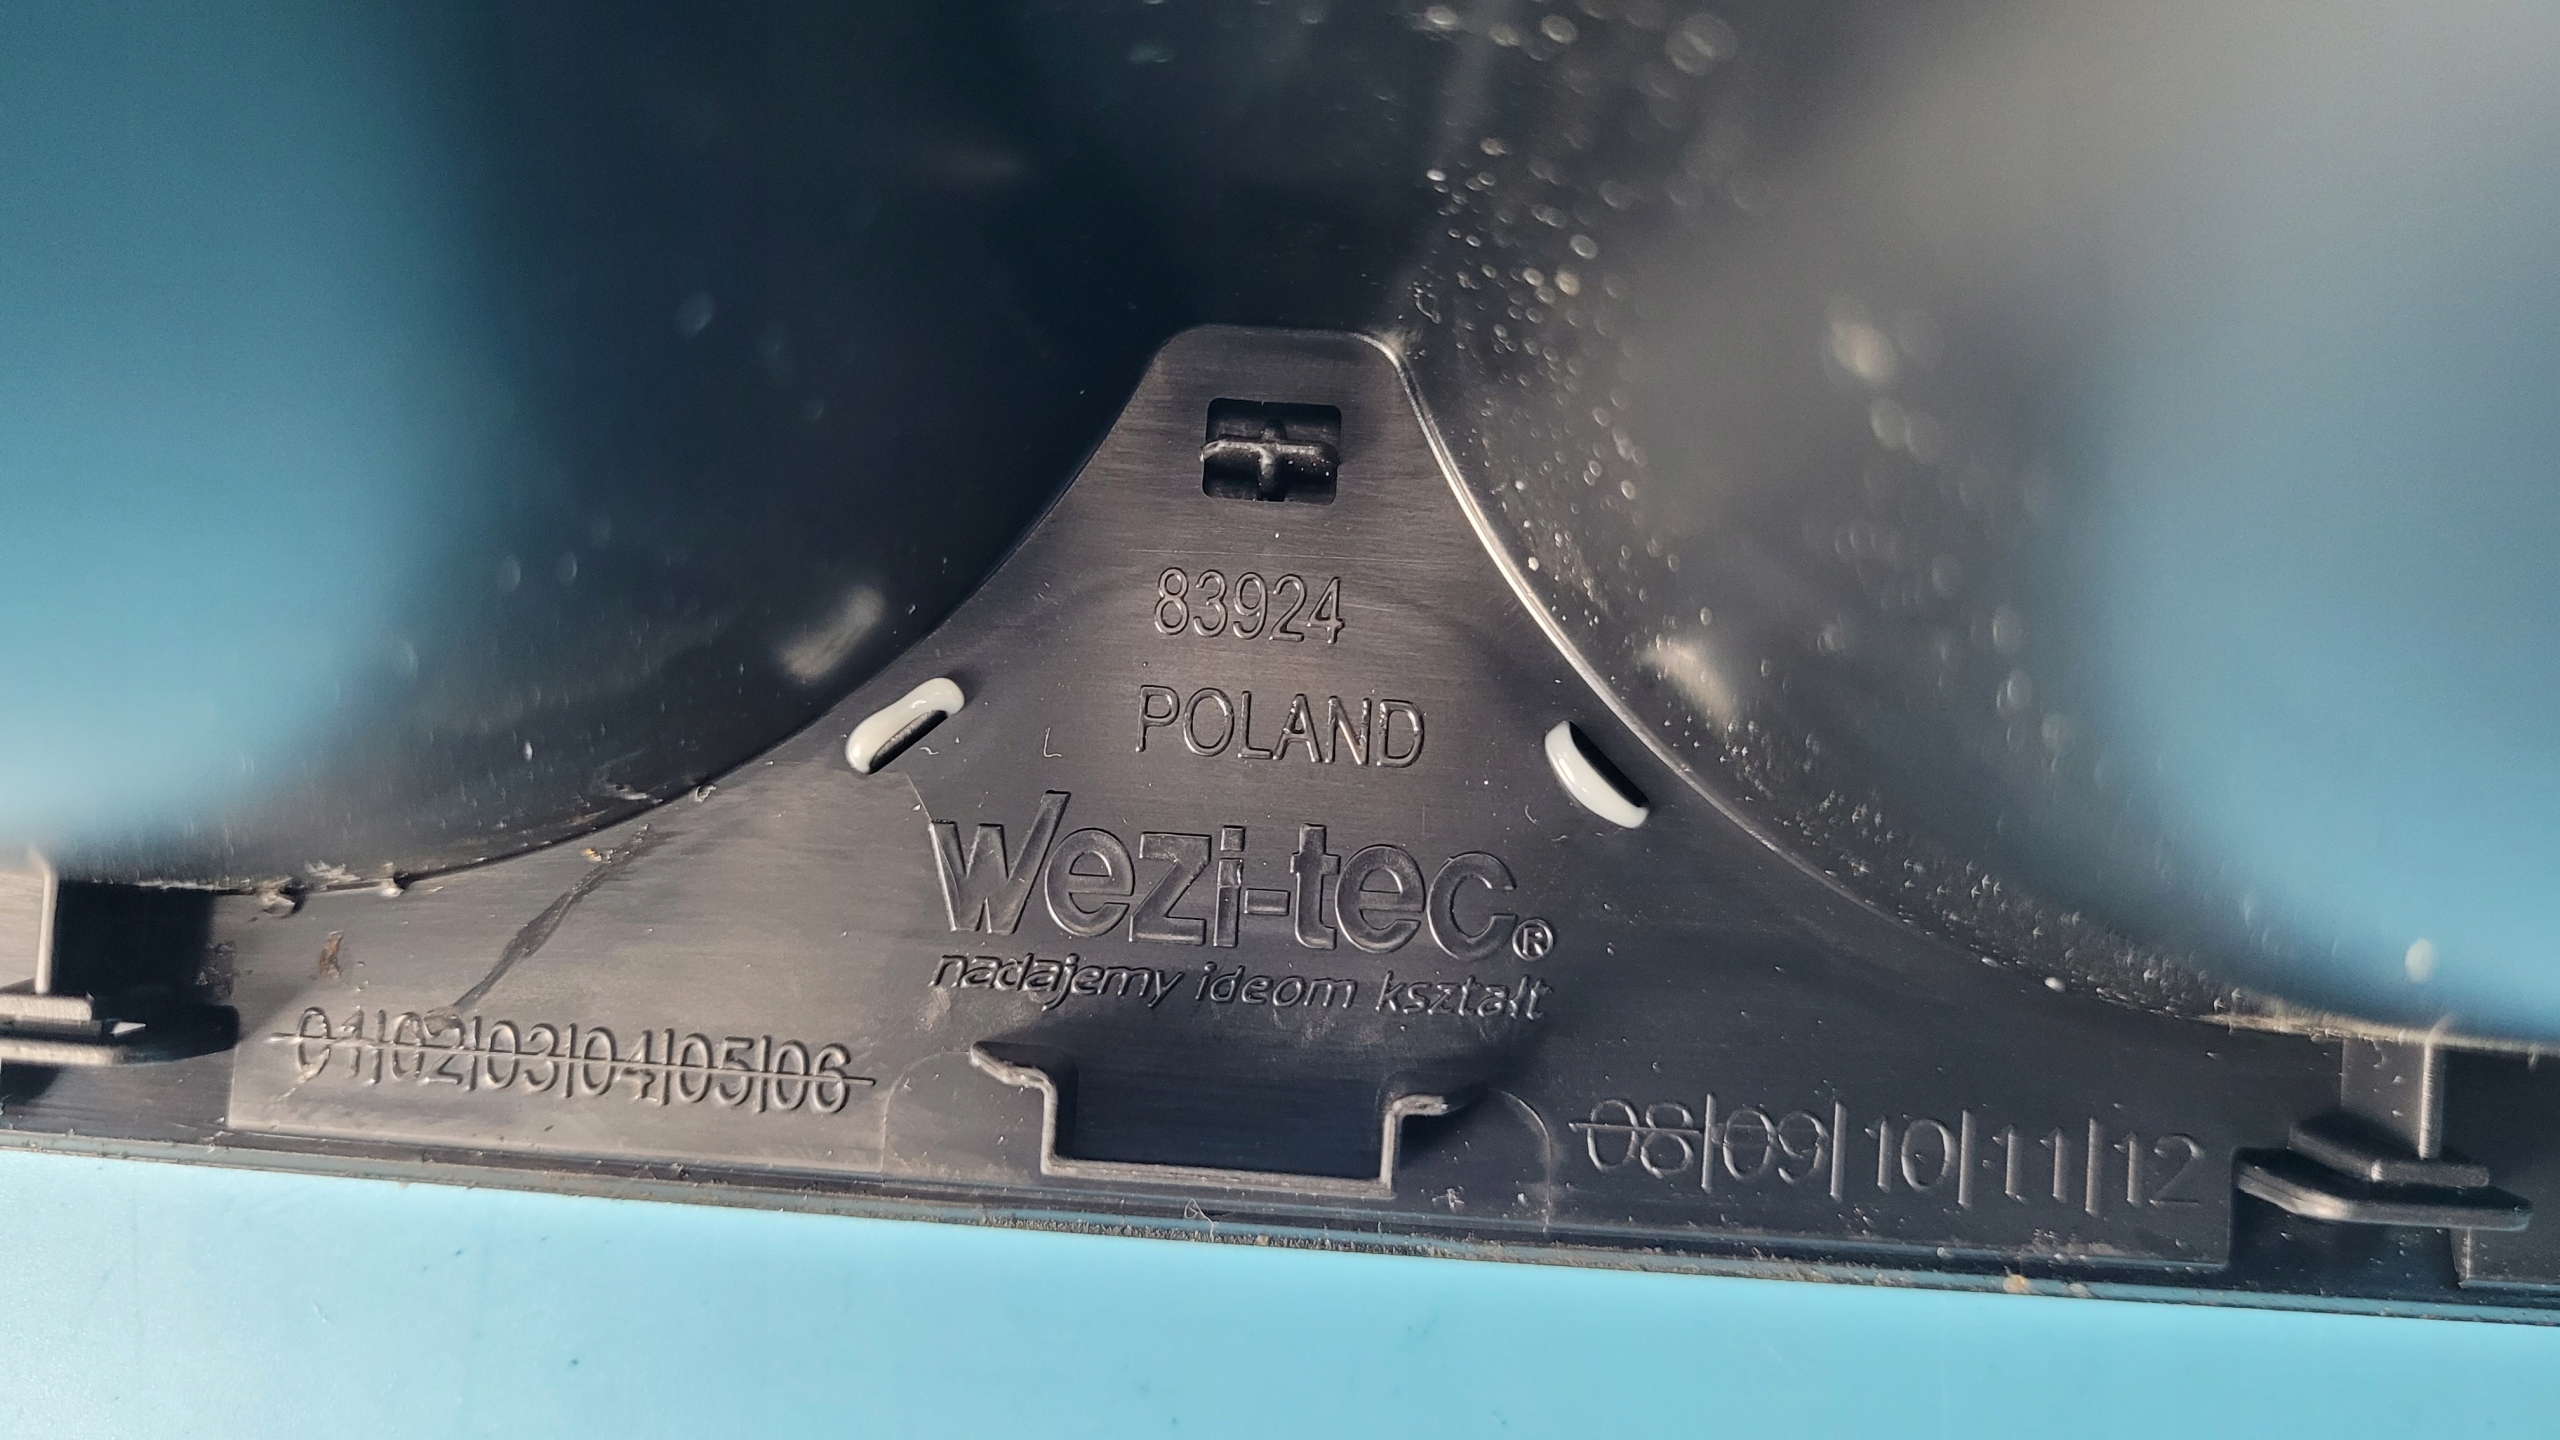 83924
POLAND
Wezi-tec®
nadajemy ideom kształt
01|02|03|04|05|06
08|09|10|11|12